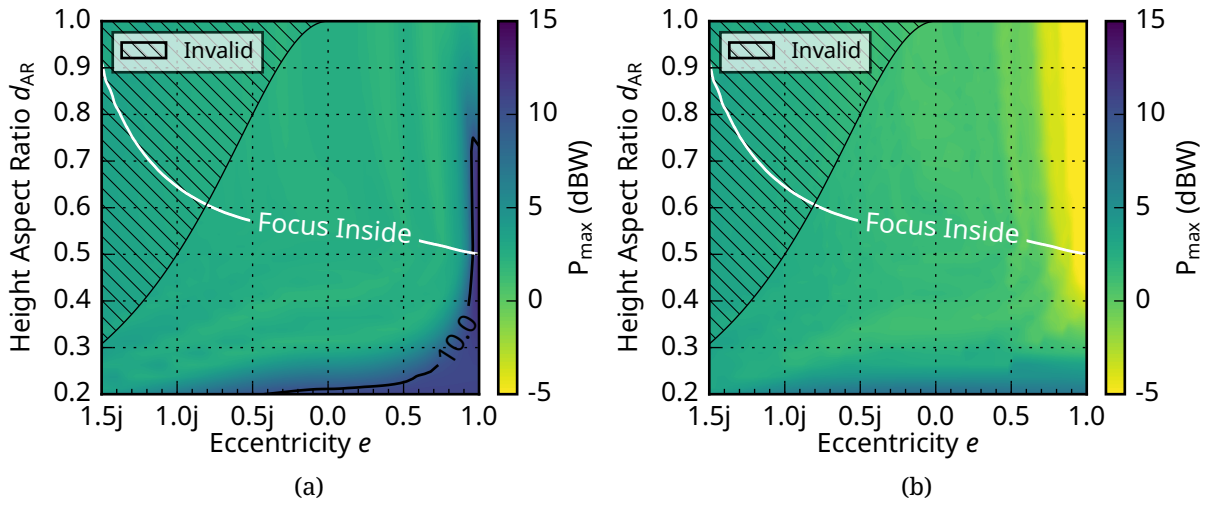 Height Aspect Ratio d_AR
1.0
0.9
0.8
0.7
0.6
0.5
0.4
0.3
0.2
Invalid
Focus Inside
10.0
1.5j 1.0j 0.5j 0.0 0.5 1.0
Eccentricity e
15
10
5
0
-5
P_max (dBW)
(a)
Height Aspect Ratio d_AR
1.0
0.9
0.8
0.7
0.6
0.5
0.4
0.3
0.2
Invalid
Focus Inside
1.5j 1.0j 0.5j 0.0 0.5 1.0
Eccentricity e
15
10
5
0
-5
P_max (dBW)
(b)